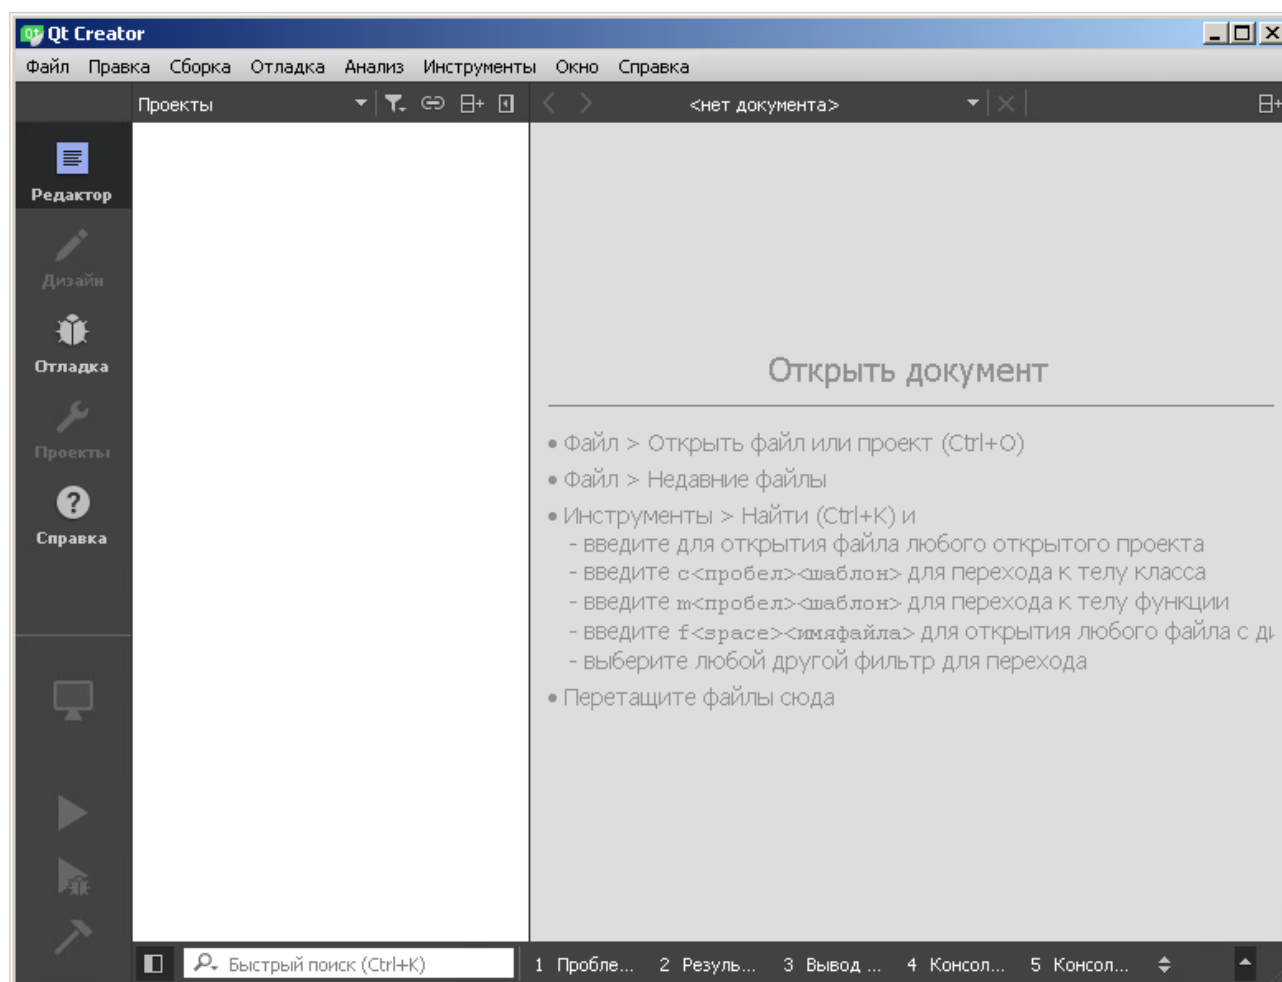 Qt Creator
Файл Правка Сборка Отладка Анализ Инструменты Окно Справка
Проекты
<нет документа>
Редактор
Дизайн
Отладка
Проекты
Справка
Открыть документ
• Файл > Открыть файл или проект (Ctrl+O)
• Файл > Недавние файлы
• Инструменты > Найти (Ctrl+K) и
- введите для открытия файла любого открытого проекта
- введите c<пробел><шаблон> для перехода к телу класса
- введите m<пробел><шаблон> для перехода к телу функции
- введите f<space><имяфайла> для открытия любого файла с ди
- выберите любой другой фильтр для перехода
• Перетащите файлы сюда
Быстрый поиск (Ctrl+K)
1 Пробле... 2 Резуль... 3 Вывод ... 4 Консол... 5 Консол...